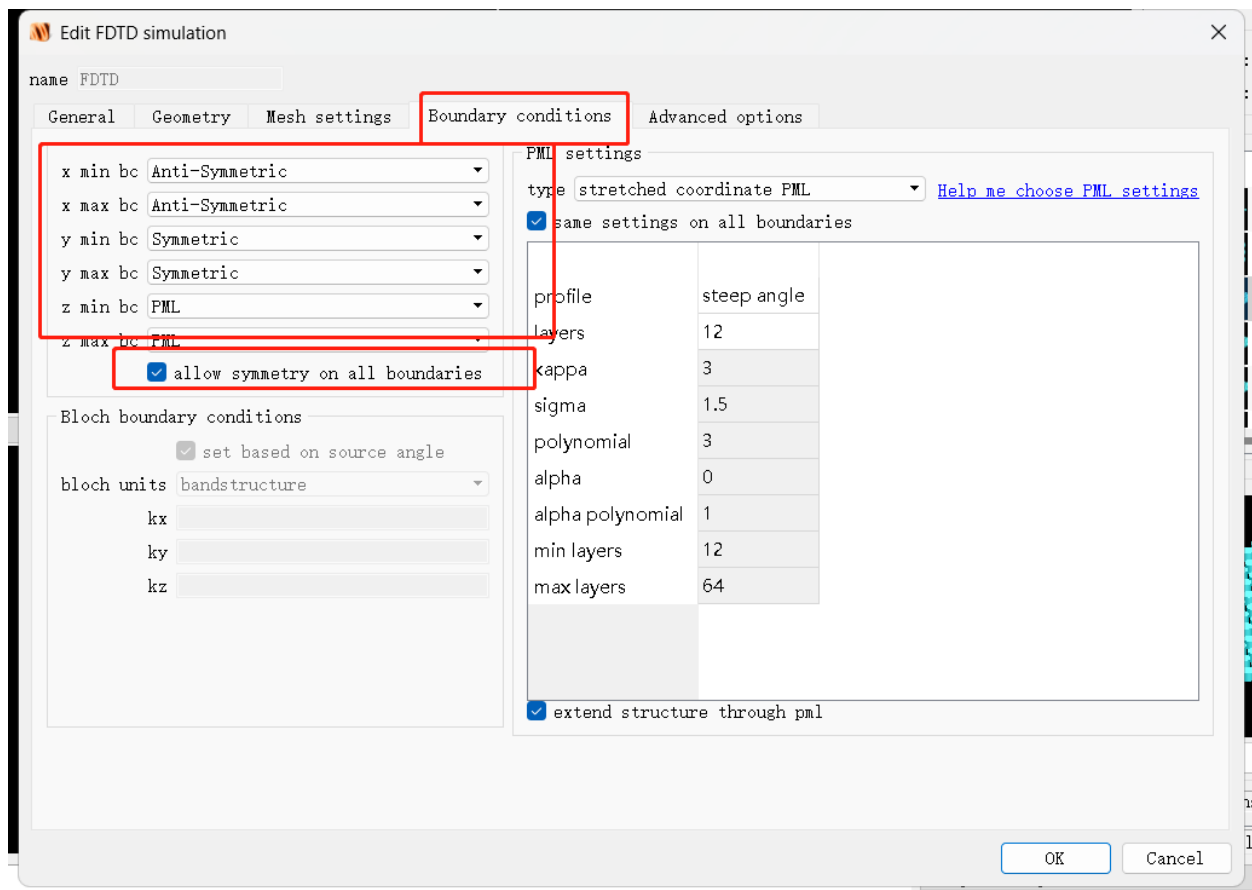 Edit FDTD simulation
name FDTD
General Geometry Mesh settings Boundary conditions Advanced options
x min bc Anti-Symmetric
x max bc Anti-Symmetric
y min bc Symmetric
y max bc Symmetric
z min bc PML
z max bc PML
allow symmetry on all boundaries
Bloch boundary conditions
set based on source angle
bloch units bandstructure
kx
ky
kz
PML settings
type stretched coordinate PML Help me choose PML settings
same settings on all boundaries
profile steep angle
layers 12
kappa 3
sigma 1.5
polynomial 3
alpha 0
alpha polynomial 1
min layers 12
max layers 64
extend structure through pml
OK Cancel